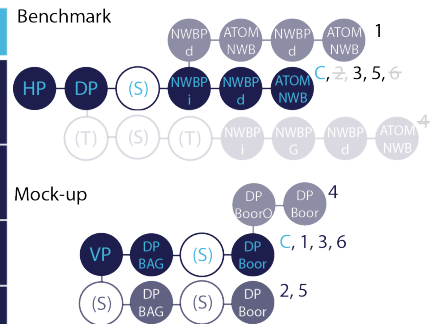 Benchmark
NWBP d ATOM NWB NWBP d ATOM NWB 1
HP DP (S) NWBP i NWBP d ATOM NWB C, 2, 3, 5, 6
(T) (S) (T) NWBP i NWBP G NWBP d ATOM NWB 4
Mock-up
DP BoorO DP Boor 4
VP DP BAG (S) DP Boor C, 1, 3, 6
(S) DP BAG (S) DP Boor 2, 5